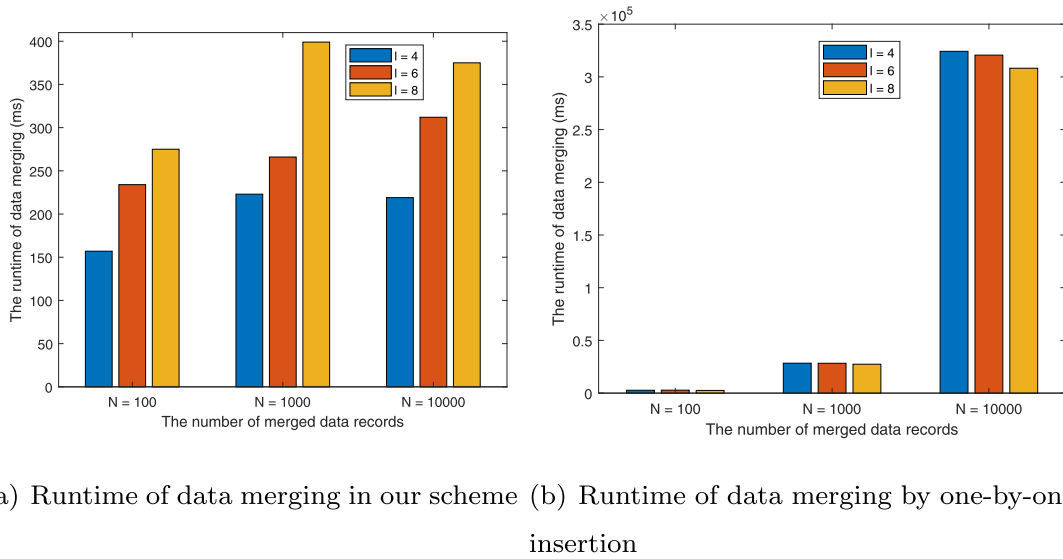 400
350
300
250
200
150
100
50
0
The runtime of data merging (ms)
l = 4
l = 6
l = 8
N = 100
N = 1000
N = 10000
The number of merged data records
×10^5
3.5
3
2.5
2
1.5
1
0.5
0
The runtime of data merging (ms)
l = 4
l = 6
l = 8
N = 100
N = 1000
N = 10000
The number of merged data records
a) Runtime of data merging in our scheme
(b) Runtime of data merging by one-by-on
insertion